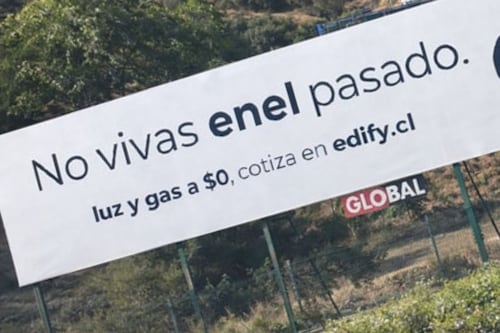 No vivas enel pasado.
luz y gas a $0, cotiza en edify.cl
GLOBAL